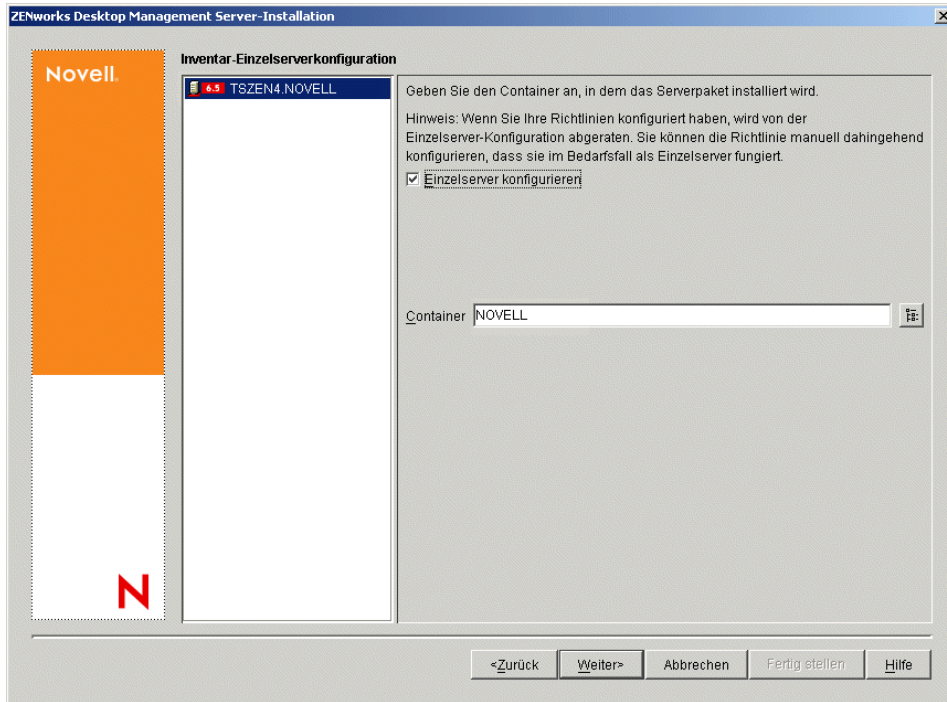 ZENworks Desktop Management Server-Installation
Novell.
Inventar-Einzelserverkonfiguration
6.5 TSZEN4.NOVELL
Geben Sie den Container an, in dem das Serverpaket installiert wird.
Hinweis: Wenn Sie Ihre Richtlinien konfiguriert haben, wird von der
Einzelserver-Konfiguration abgeraten. Sie können die Richtlinie manuell dahingehend
konfigurieren, dass sie im Bedarfsfall als Einzelserver fungiert.
Einzelserver konfigurieren
Container NOVELL
N
<Zurück Weiter> Abbrechen Fertig stellen Hilfe